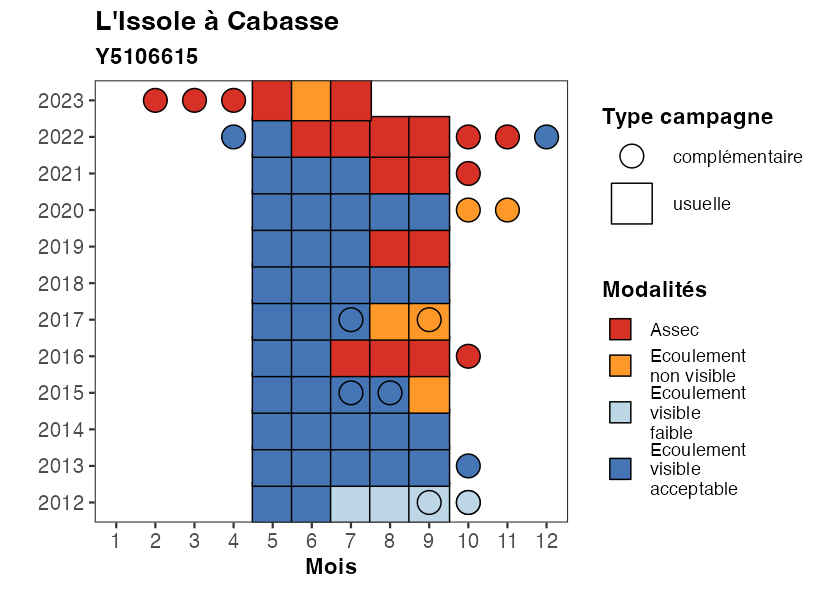 L'Issole à Cabasse
Y5106615
2023
2022
2021
2020
2019
2018
2017
2016
2015
2014
2013
2012
1 2 3 4 5 6 7 8 9 10 11 12
Mois
Type campagne
complémentaire
usuelle
Modalités
Assec
Ecoulement
non visible
Ecoulement
visible
faible
Ecoulement
visible
acceptable